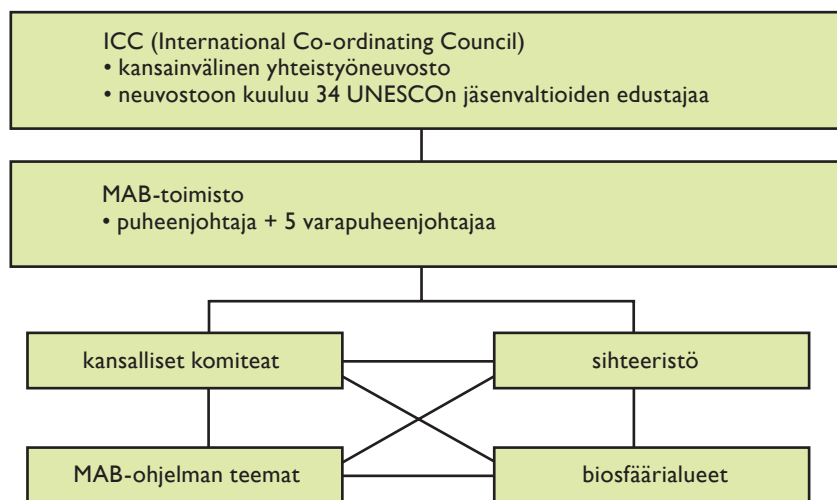 ICC (International Co-ordinating Council)
• kansainvälinen yhteistyöneuvosto
• neuvostoon kuuluu 34 UNESCOn jäsenvaltioiden edustajaa
MAB-toimisto
• puheenjohtaja + 5 varapuheenjohtajaa
kansalliset komiteat
sihteeristö
MAB-ohjelman teemat
biosfäärialueet